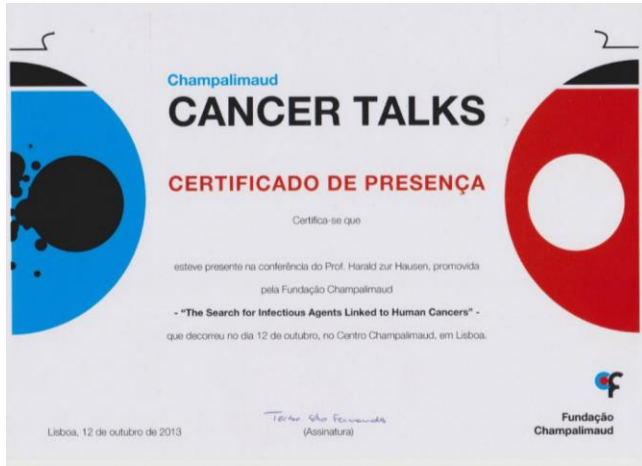 Champalimaud
CANCER TALKS
CERTIFICADO DE PRESENÇA
Certifica-se que
esteve presente na conferência do Prof. Harald zur Hausen, promovida
pela Fundação Champalimaud
- "The Search for Infectious Agents Linked to Human Cancers" -
que decorreu no dia 12 de outubro, no Centro Champalimaud, em Lisboa.
Lisboa, 12 de outubro de 2013
(Assinatura)
Fundação
Champalimaud